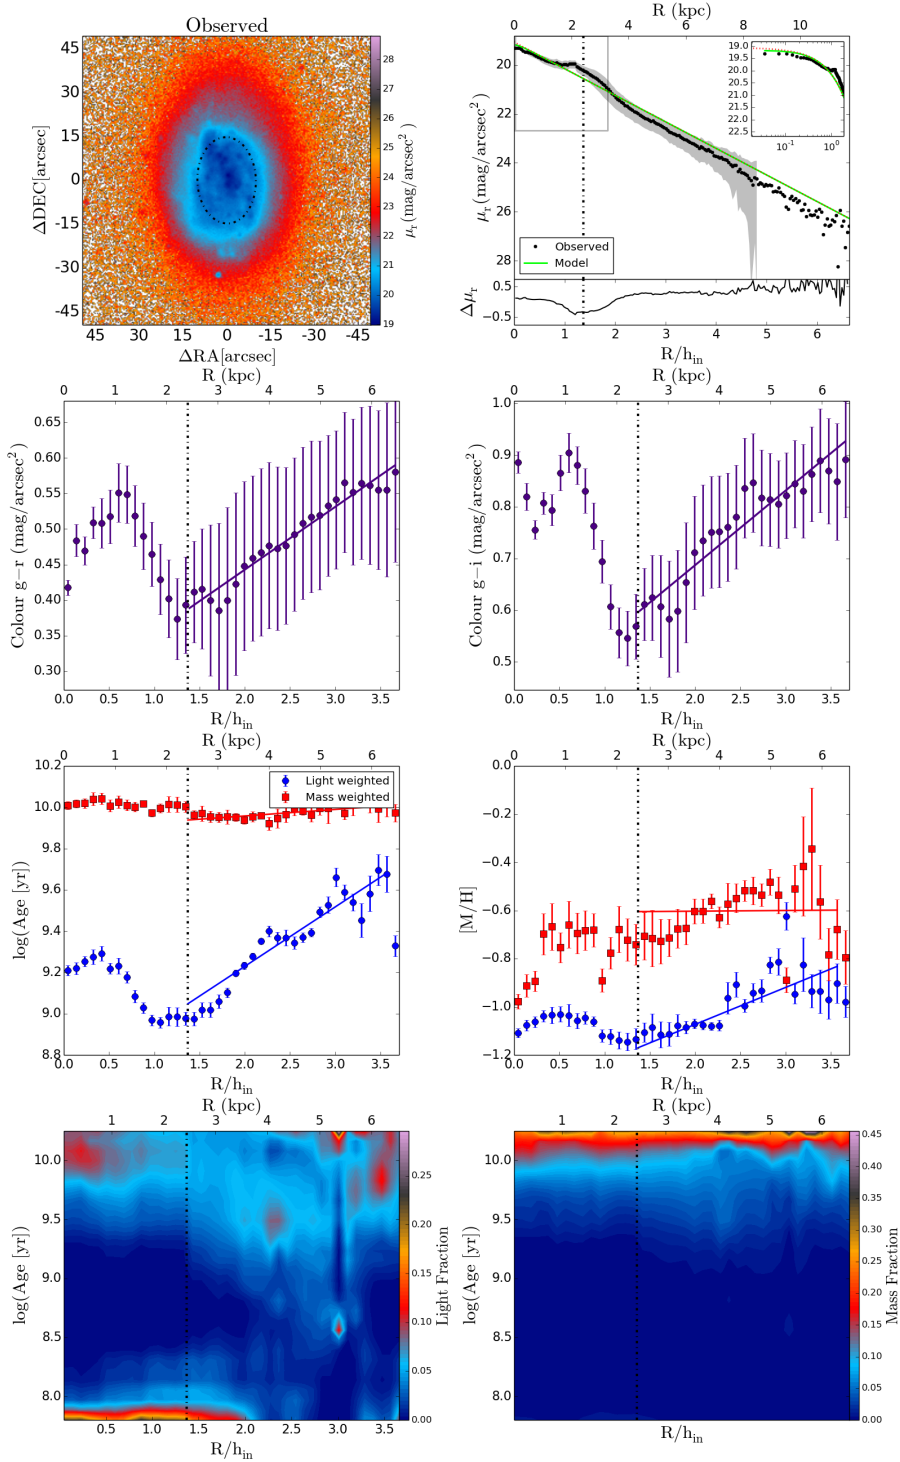 Observed
ΔDEC[arcsec]
45
30
15
0
-15
-30
-45
45 30 15 0 -15 -30 -45
ΔRA[arcsec]
28
27
26
25
24
23
22
21
20
19
μr (mag/arcsec²)
R (kpc)
0 2 4 6 8 10
μr (mag/arcsec²)
20
22
24
26
28
19.0
19.5
20.0
20.5
21.0
21.5
22.0
22.5
10⁻¹ 10⁰
Observed
Model
Δμr
0.5
−0.5
0 1 2 3 4 5 6
R/hin
R (kpc)
0 1 2 3 4 5 6
Colour g−r (mag/arcsec²)
0.65
0.60
0.55
0.50
0.45
0.40
0.35
0.30
0.0 0.5 1.0 1.5 2.0 2.5 3.0 3.5
R/hin
R (kpc)
0 1 2 3 4 5 6
Colour g−i (mag/arcsec²)
1.0
0.9
0.8
0.7
0.6
0.5
0.0 0.5 1.0 1.5 2.0 2.5 3.0 3.5
R/hin
R (kpc)
0 1 2 3 4 5 6
log(Age [yr])
10.2
10.0
9.8
9.6
9.4
9.2
9.0
8.8
Light weighted
Mass weighted
0.0 0.5 1.0 1.5 2.0 2.5 3.0 3.5
R/hin
R (kpc)
0 1 2 3 4 5 6
[M/H]
0.0
−0.2
−0.4
−0.6
−0.8
−1.0
−1.2
0.0 0.5 1.0 1.5 2.0 2.5 3.0 3.5
R/hin
R (kpc)
1 2 3 4 5 6
log(Age [yr])
10.0
9.5
9.0
8.5
8.0
0.5 1.0 1.5 2.0 2.5 3.0 3.5
R/hin
0.25
0.20
0.15
0.10
0.05
0.00
Light Fraction
R (kpc)
1 2 3 4 5 6
log(Age [yr])
10.0
9.5
9.0
8.5
8.0
R/hin
0.45
0.40
0.35
0.30
0.25
0.20
0.15
0.10
0.05
0.00
Mass Fraction